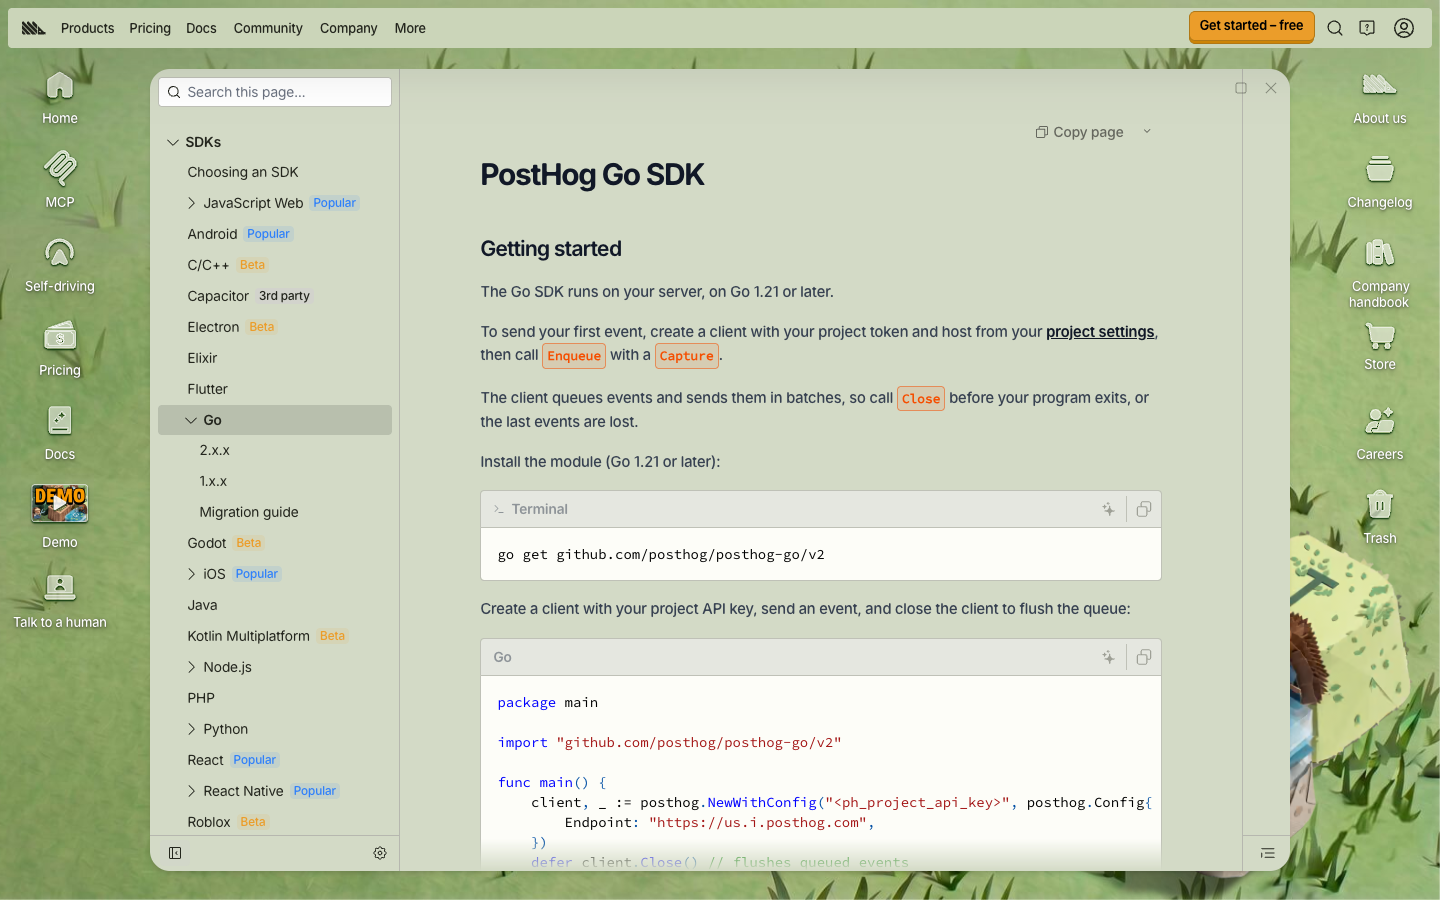 Products Pricing Docs Community Company More
Get started – free
Home
MCP
Self-driving
Pricing
Docs
DEMO
Demo
Talk to a human
Search this page...
SDKs
Choosing an SDK
JavaScript Web Popular
Android Popular
C/C++ Beta
Capacitor 3rd party
Electron Beta
Elixir
Flutter
Go
2.x.x
1.x.x
Migration guide
Godot Beta
iOS Popular
Java
Kotlin Multiplatform Beta
Node.js
PHP
Python
React Popular
React Native Popular
Roblox Beta
Copy page
PostHog Go SDK
Getting started
The Go SDK runs on your server, on Go 1.21 or later.
To send your first event, create a client with your project token and host from your project settings,
then call Enqueue with a Capture.
The client queues events and sends them in batches, so call Close before your program exits, or
the last events are lost.
Install the module (Go 1.21 or later):
Terminal
go get github.com/posthog/posthog-go/v2
Create a client with your project API key, send an event, and close the client to flush the queue:
Go
package main
import "github.com/posthog/posthog-go/v2"
func main() {
client, _ := posthog.NewWithConfig("<ph_project_api_key>", posthog.Config{
Endpoint: "https://us.i.posthog.com",
})
defer client.Close() // flushes queued events
About us
Changelog
Company
handbook
Store
Careers
Trash